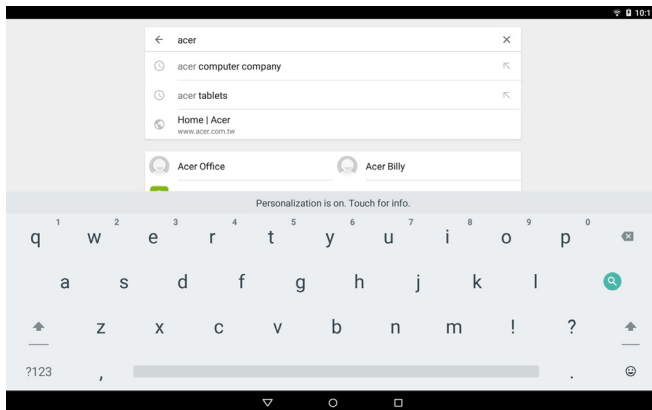 10:1
acer
acer computer company
acer tablets
Home | Acer
www.acer.com.tw
Acer Office
Acer Billy
Personalization is on. Touch for info.
1 2 3 4 5 6 7 8 9 0
q w e r t y u i o p
a s d f g h j k l
z x c v b n m ! ?
?123 , .